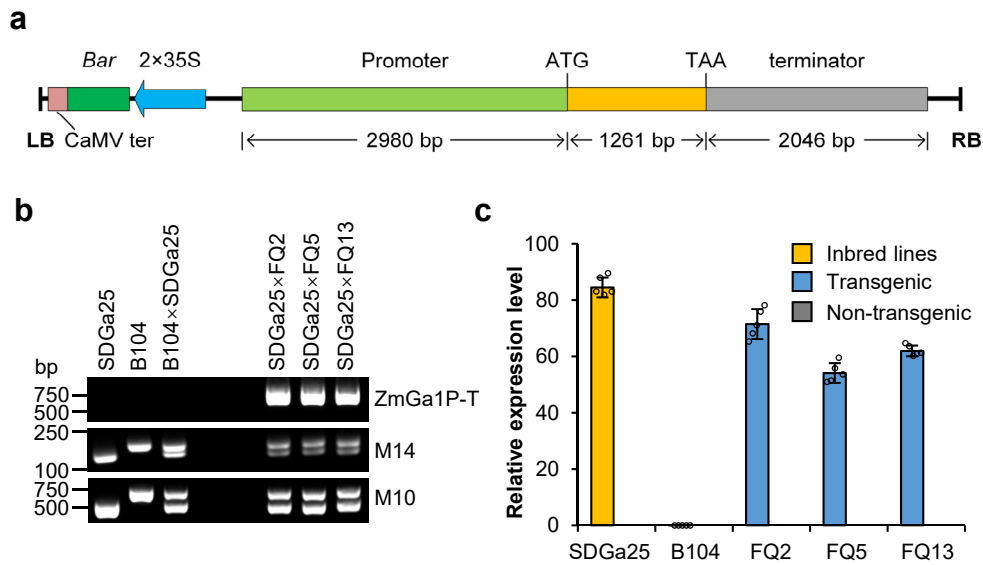 a
Bar 2×35S Promoter ATG TAA terminator
LB CaMV ter 2980 bp 1261 bp 2046 bp RB
b
SDGa25
B104
B104×SDGa25
SDGa25×FQ2
SDGa25×FQ5
SDGa25×FQ13
bp
750
500
ZmGa1P-T
250
100
M14
750
500
M10
c
Relative expression level
100
80
60
40
20
0
Inbred lines
Transgenic
Non-transgenic
SDGa25 B104 FQ2 FQ5 FQ13